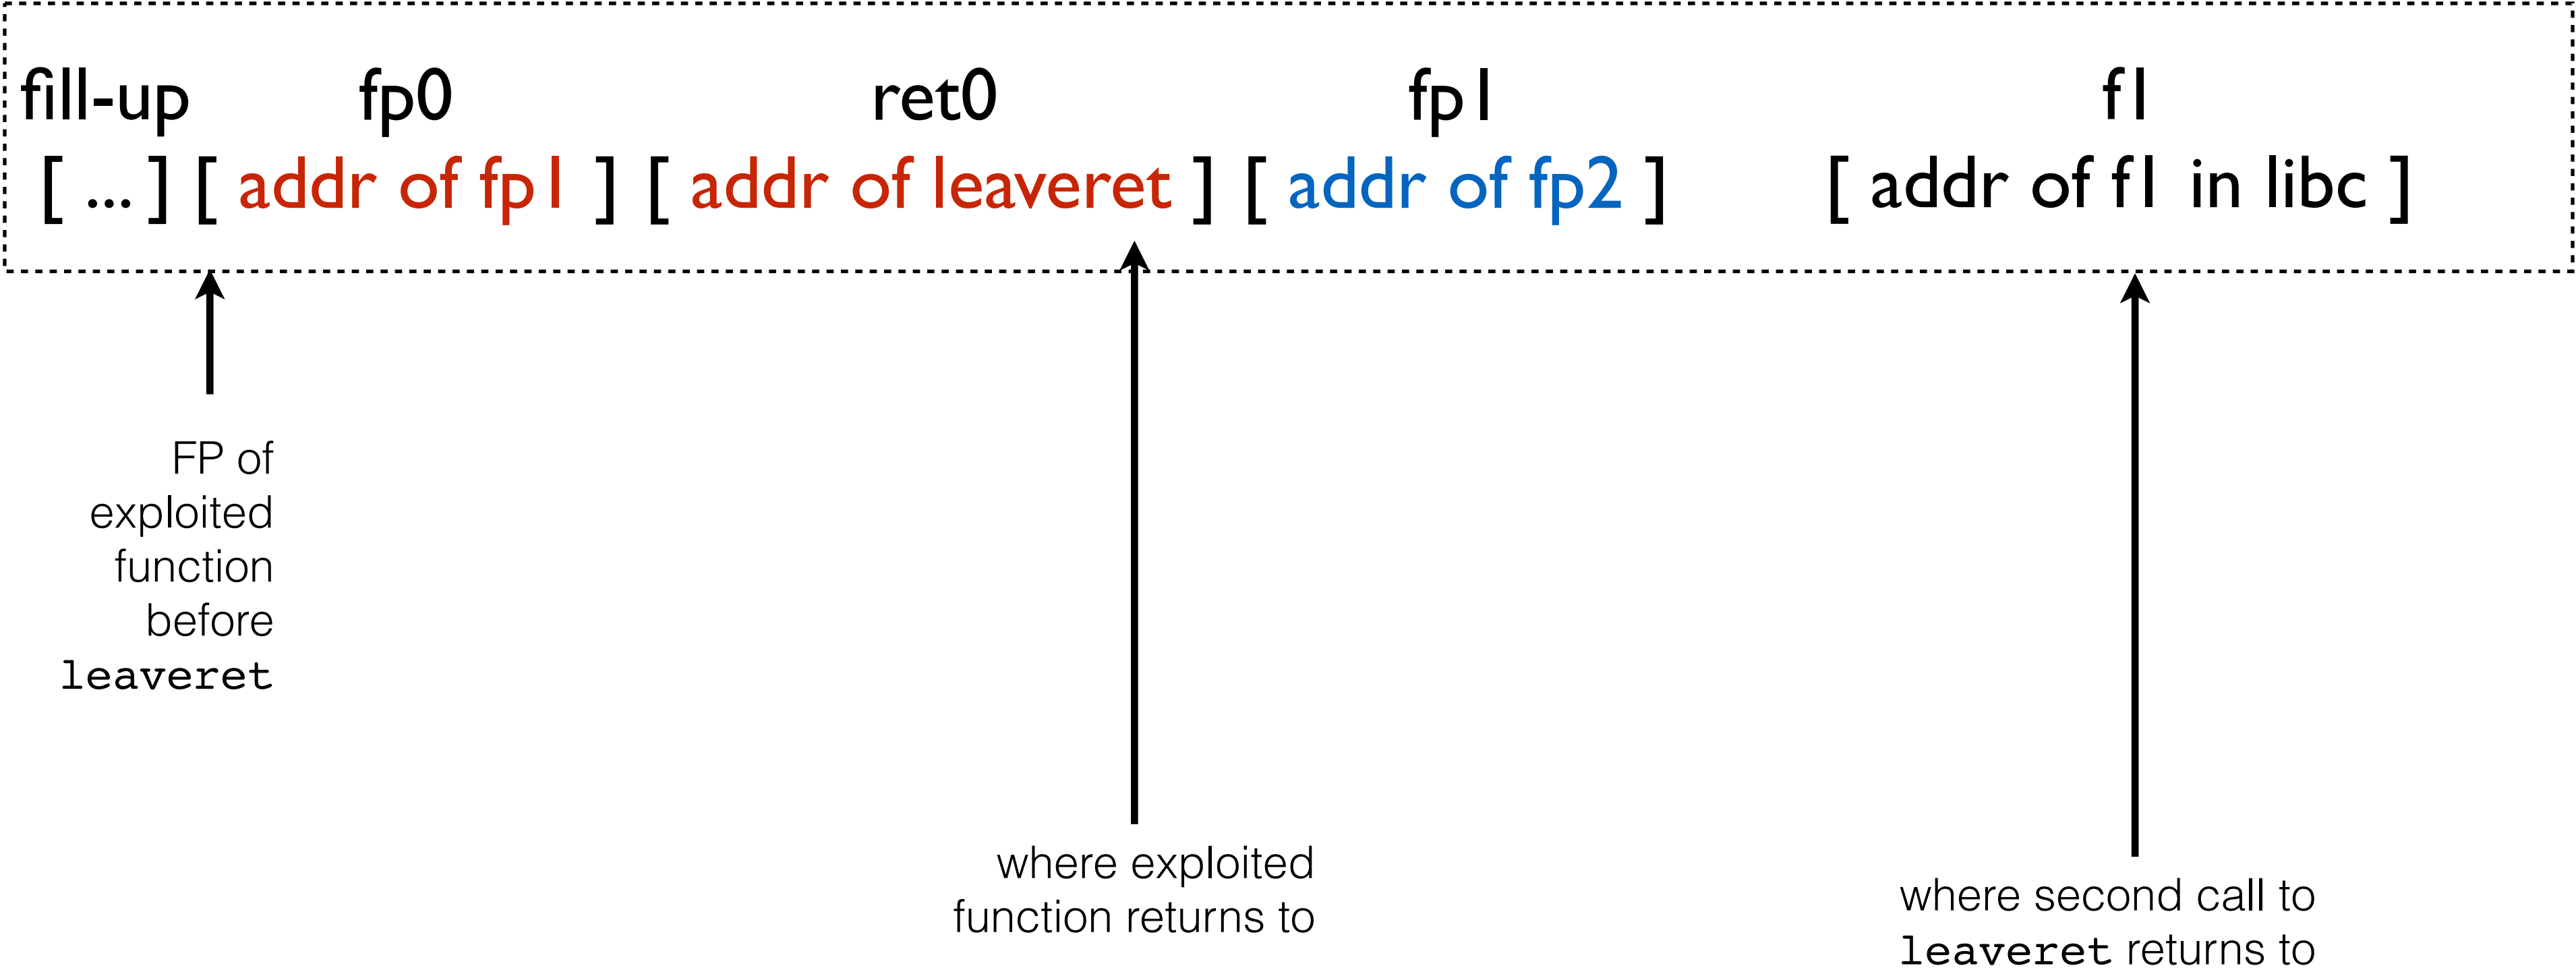 fill-up fp0 ret0 fp1 f1
[ ... ] [ addr of fp1 ] [ addr of leaveret ] [ addr of fp2 ] [ addr of f1 in libc ]
FP of
exploited
function
before
leaveret
where exploited
function returns to
where second call to
leaveret returns to